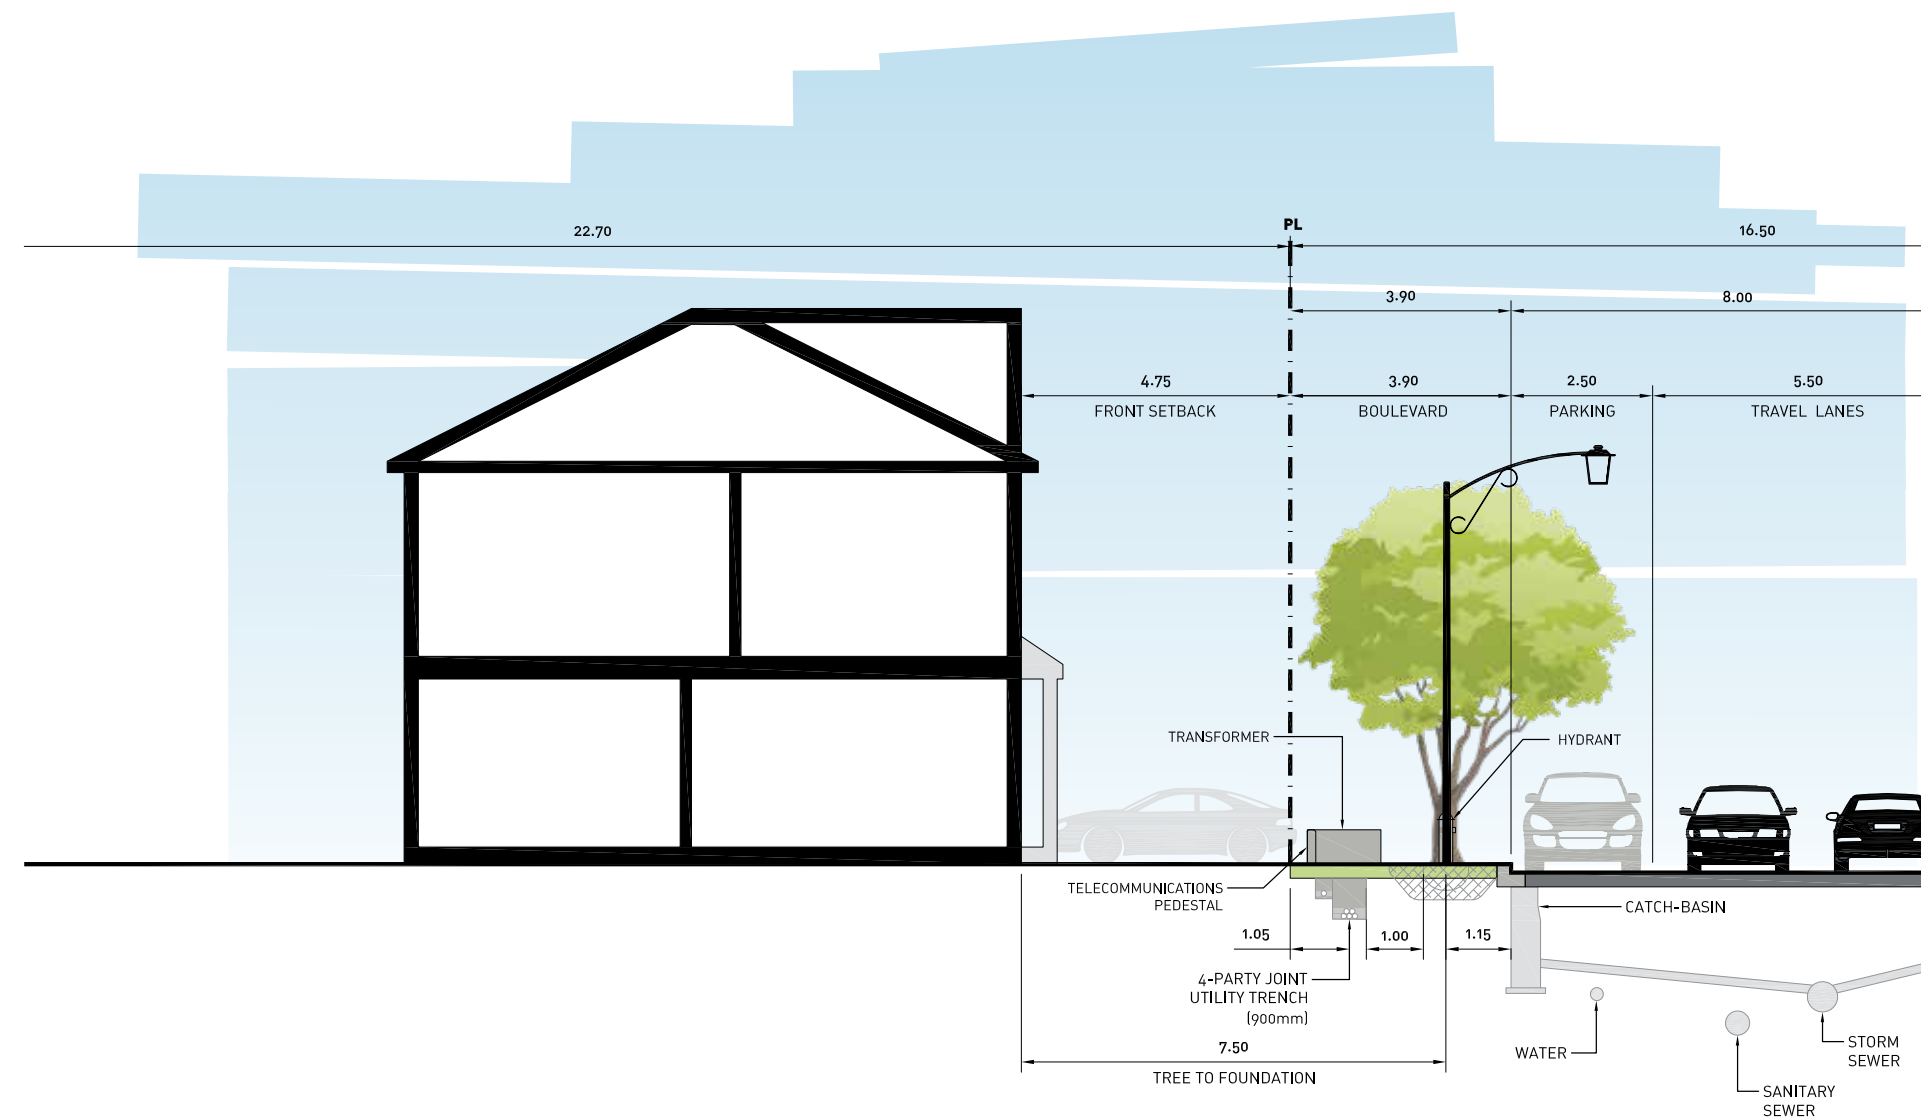 PL
22.70
16.50
3.90
8.00
4.75
3.90
2.50
5.50
FRONT SETBACK
BOULEVARD
PARKING
TRAVEL LANES
TRANSFORMER
HYDRANT
TELECOMMUNICATIONS
PEDESTAL
CATCH-BASIN
1.05
1.00
1.15
4-PARTY JOINT
UTILITY TRENCH
(900mm)
7.50
TREE TO FOUNDATION
WATER
STORM
SEWER
SANITARY
SEWER